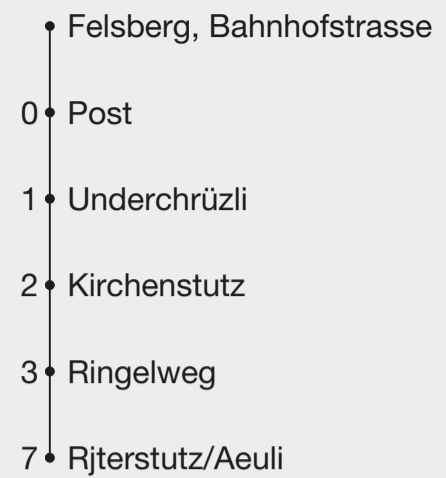 Felsberg, Bahnhofstrasse
0 Post
1 Underchrüzli
2 Kirchenstutz
3 Ringelweg
7 Rjterstutz/Aeuli